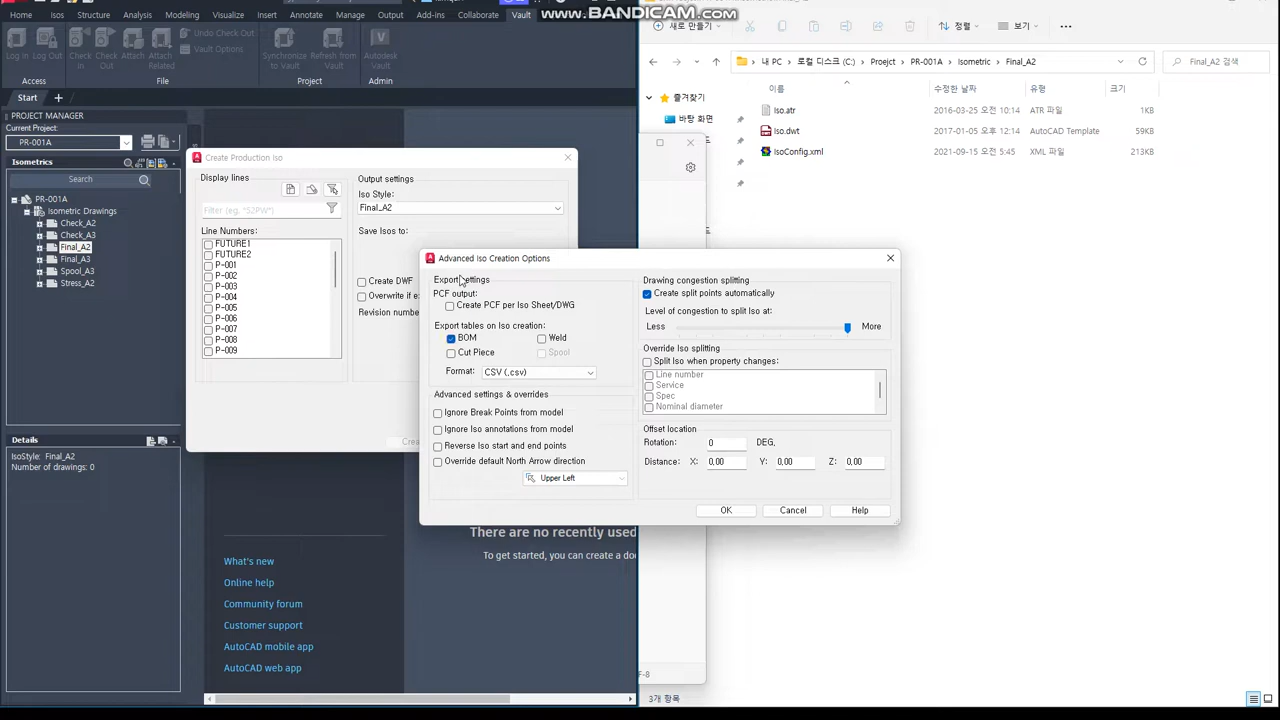 www.BANDICAM.com
Home
Iso
Structure
Analysis
Modeling
Visualize
Insert
Annotate
Manage
Output
Add-ins
Collaborate
Vault
Log In
Log Out
Check In
Check Out
Attach
Attach Related
Undo Check Out
Vault Options
Synchronize to Vault
Refresh from Vault
Autodesk Vault
Access
File
Project
Admin
Start
PROJECT MANAGER
Current Project:
PR-001A
Isometrics
Search
PR-001A
Isometric Drawings
Check_A2
Check_A3
Final_A2
Final_A3
Spool_A3
Stress_A2
Details
IsoStyle: Final_A2
Number of drawings: 0
Create Production Iso
Display lines
Filter (eg. "S2PW")
Line Numbers:
FUTURE1
FUTURE2
P-001
P-002
P-003
P-004
P-005
P-006
P-007
P-008
P-009
Output settings
Iso Style:
Final_A2
Save Isos to:
Create DWF
Overwrite if e
Revision numbe
Crea
Advanced Iso Creation Options
Export settings
PCF output:
Create PCF per Iso Sheet/DWG
Export tables on Iso creation:
BOM
Weld
Cut Piece
Spool
Format:
CSV (.csv)
Advanced settings & overrides
Ignore Break Points from model
Ignore Iso annotations from model
Reverse Iso start and end points
Override default North Arrow direction
Upper Left
Drawing congestion splitting
Create split points automatically
Level of congestion to split Iso at:
Less
More
Override Iso splitting
Split Iso when property changes:
Line number
Service
Spec
Nominal diameter
Offset location
Rotation: 0 DEG.
Distance: X: 0.00 Y: 0.00 Z: 0.00
OK
Cancel
Help
There are no recently used
To get started, you can create a do
What's new
Online help
Community forum
Customer support
AutoCAD mobile app
AutoCAD web app
새로 만들기
정렬
보기
내 PC
로컬 디스크 (C:)
Proejct
PR-001A
Isometric
Final_A2
Final_A2 검색
즐겨찾기
바탕 화면
이름
수정한 날짜
유형
크기
Iso.atr
2016-03-25 오전 10:14
ATR 파일
1KB
Iso.dwt
2017-01-05 오후 12:14
AutoCAD Template
59KB
IsoConfig.xml
2021-09-15 오전 5:45
XML 파일
213KB
드
드
F-8
3개 항목